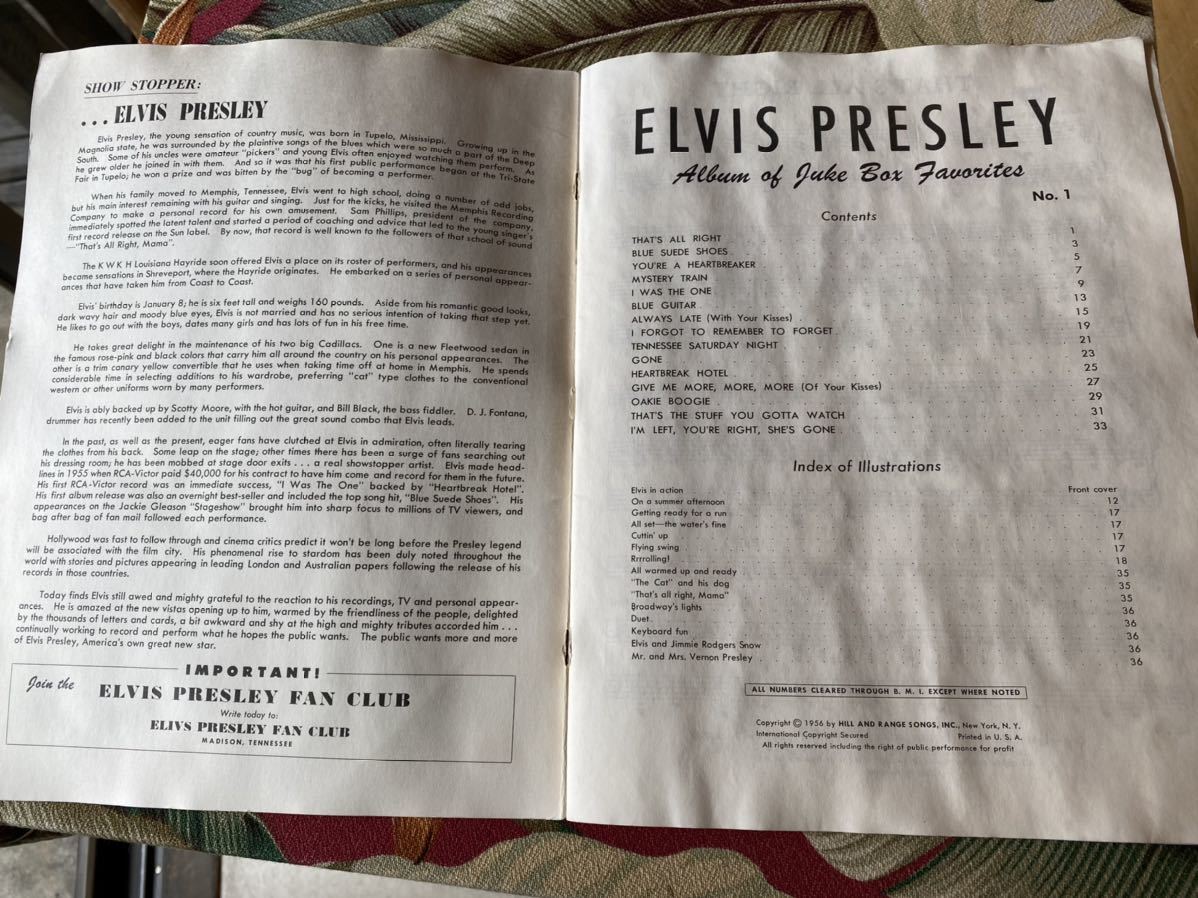 SHOW STOPPER:
. . . ELVIS PRESLEY
Elvis Presley, the young sensation of country music, was born in Tupelo, Mississippi. Growing up in the
Magnolia state, he was surrounded by the plaintive songs of the blues which were so much a part of the Deep
South. Some of his uncles were amateur "pickers" and young Elvis often enjoyed watching them perform. As
he grew older he joined in with them. And so it was that his first public performance began at the Tri-State
Fair in Tupelo; he won a prize and was bitten by the "bug" of becoming a performer.
When his family moved to Memphis, Tennessee, Elvis went to high school, doing a number of odd jobs,
but his main interest remaining with his guitar and singing. Just for the kicks, he visited the Memphis Recording
Company to make a personal record for his own amusement. Sam Phillips, president of the company,
immediately spotted the latent talent and started a period of coaching and advice that led to the young singer's
first record release on the Sun label. By now, that record is well known to the followers of that school of sound
—"That's All Right, Mama".
The K W K H Louisiana Hayride soon offered Elvis a place on its roster of performers, and his appearances
became sensations in Shreveport, where the Hayride originates. He embarked on a series of personal appear-
ances that have taken him from Coast to Coast.
Elvis' birthday is January 8; he is six feet tall and weighs 160 pounds. Aside from his romantic good looks,
dark wavy hair and moody blue eyes, Elvis is not married and has no serious intention of taking that step yet.
He likes to go out with the boys, dates many girls and has lots of fun in his free time.
He takes great delight in the maintenance of his two big Cadillacs. One is a new Fleetwood sedan in
the famous rose-pink and black colors that carry him all around the country on his personal appearances. The
other is a trim canary yellow convertible that he uses when taking time off at home in Memphis. He spends
considerable time in selecting additions to his wardrobe, preferring "cat" type clothes to the conventional
western or other uniforms worn by many performers.
Elvis is ably backed up by Scotty Moore, with the hot guitar, and Bill Black, the bass fiddler. D. J. Fontana,
drummer has recently been added to the unit filling out the great sound combo that Elvis leads.
In the past, as well as the present, eager fans have clutched at Elvis in admiration, often literally tearing
the clothes from his back. Some leap on the stage; other times there has been a surge of fans searching out
his dressing room; he has been mobbed at stage door exits . . . a real showstopper artist. Elvis made head-
lines in 1955 when RCA-Victor paid $40,000 for his contract to have him come and record for them in the future.
His first RCA-Victor record was an immediate success, "I Was The One" backed by "Heartbreak Hotel".
His first album release was also an overnight best-seller and included the top song hit, "Blue Suede Shoes". His
appearances on the Jackie Gleason "Stageshow" brought him into sharp focus to millions of TV viewers, and
bag after bag of fan mail followed each performance.
Hollywood was fast to follow through and cinema critics predict it won't be long before the Presley legend
will be associated with the film city. His phenomenal rise to stardom has been duly noted throughout the
world with stories and pictures appearing in leading London and Australian papers following the release of his
records in those countries.
Today finds Elvis still awed and mighty grateful to the reaction to his recordings, TV and personal appear-
ances. He is amazed at the new vistas opening up to him, warmed by the friendliness of the people, delighted
by the thousands of letters and cards, a bit awkward and shy at the high and mighty tributes accorded him . . .
continually working to record and perform what he hopes the public wants. The public wants more and more
of Elvis Presley, America's own great new star.
IMPORTANT!
Join the
ELVIS PRESLEY FAN CLUB
Write today to:
ELIVS PRESLEY FAN CLUB
MADISON, TENNESSEE
ELVIS PRESLEY
Album of Juke Box Favorites
No. 1
Contents
THAT'S ALL RIGHT 1
BLUE SUEDE SHOES 3
YOU'RE A HEARTBREAKER 5
MYSTERY TRAIN 7
I WAS THE ONE 9
BLUE GUITAR 13
ALWAYS LATE (With Your Kisses) 15
I FORGOT TO REMEMBER TO FORGET 19
TENNESSEE SATURDAY NIGHT 21
GONE 23
HEARTBREAK HOTEL 25
GIVE ME MORE, MORE, MORE (Of Your Kisses) 27
OAKIE BOOGIE 29
THAT'S THE STUFF YOU GOTTA WATCH 31
I'M LEFT, YOU'RE RIGHT, SHE'S GONE 33
Index of Illustrations
Elvis in action Front cover
On a summer afternoon 12
Getting ready for a run 17
All set—the water's fine 17
Cuttin' up 17
Flying swing 17
Rrrrolling! 18
All warmed up and ready 35
"The Cat" and his dog 35
"That's all right, Mama" 35
Broadway's lights 36
Duet 36
Keyboard fun 36
Elvis and Jimmie Rodgers Snow 36
Mr. and Mrs. Vernon Presley 36
ALL NUMBERS CLEARED THROUGH B. M. I. EXCEPT WHERE NOTED
Copyright © 1956 by HILL AND RANGE SONGS, INC., New York, N. Y.
International Copyright Secured Printed in U. S. A.
All rights reserved including the right of public performance for profit